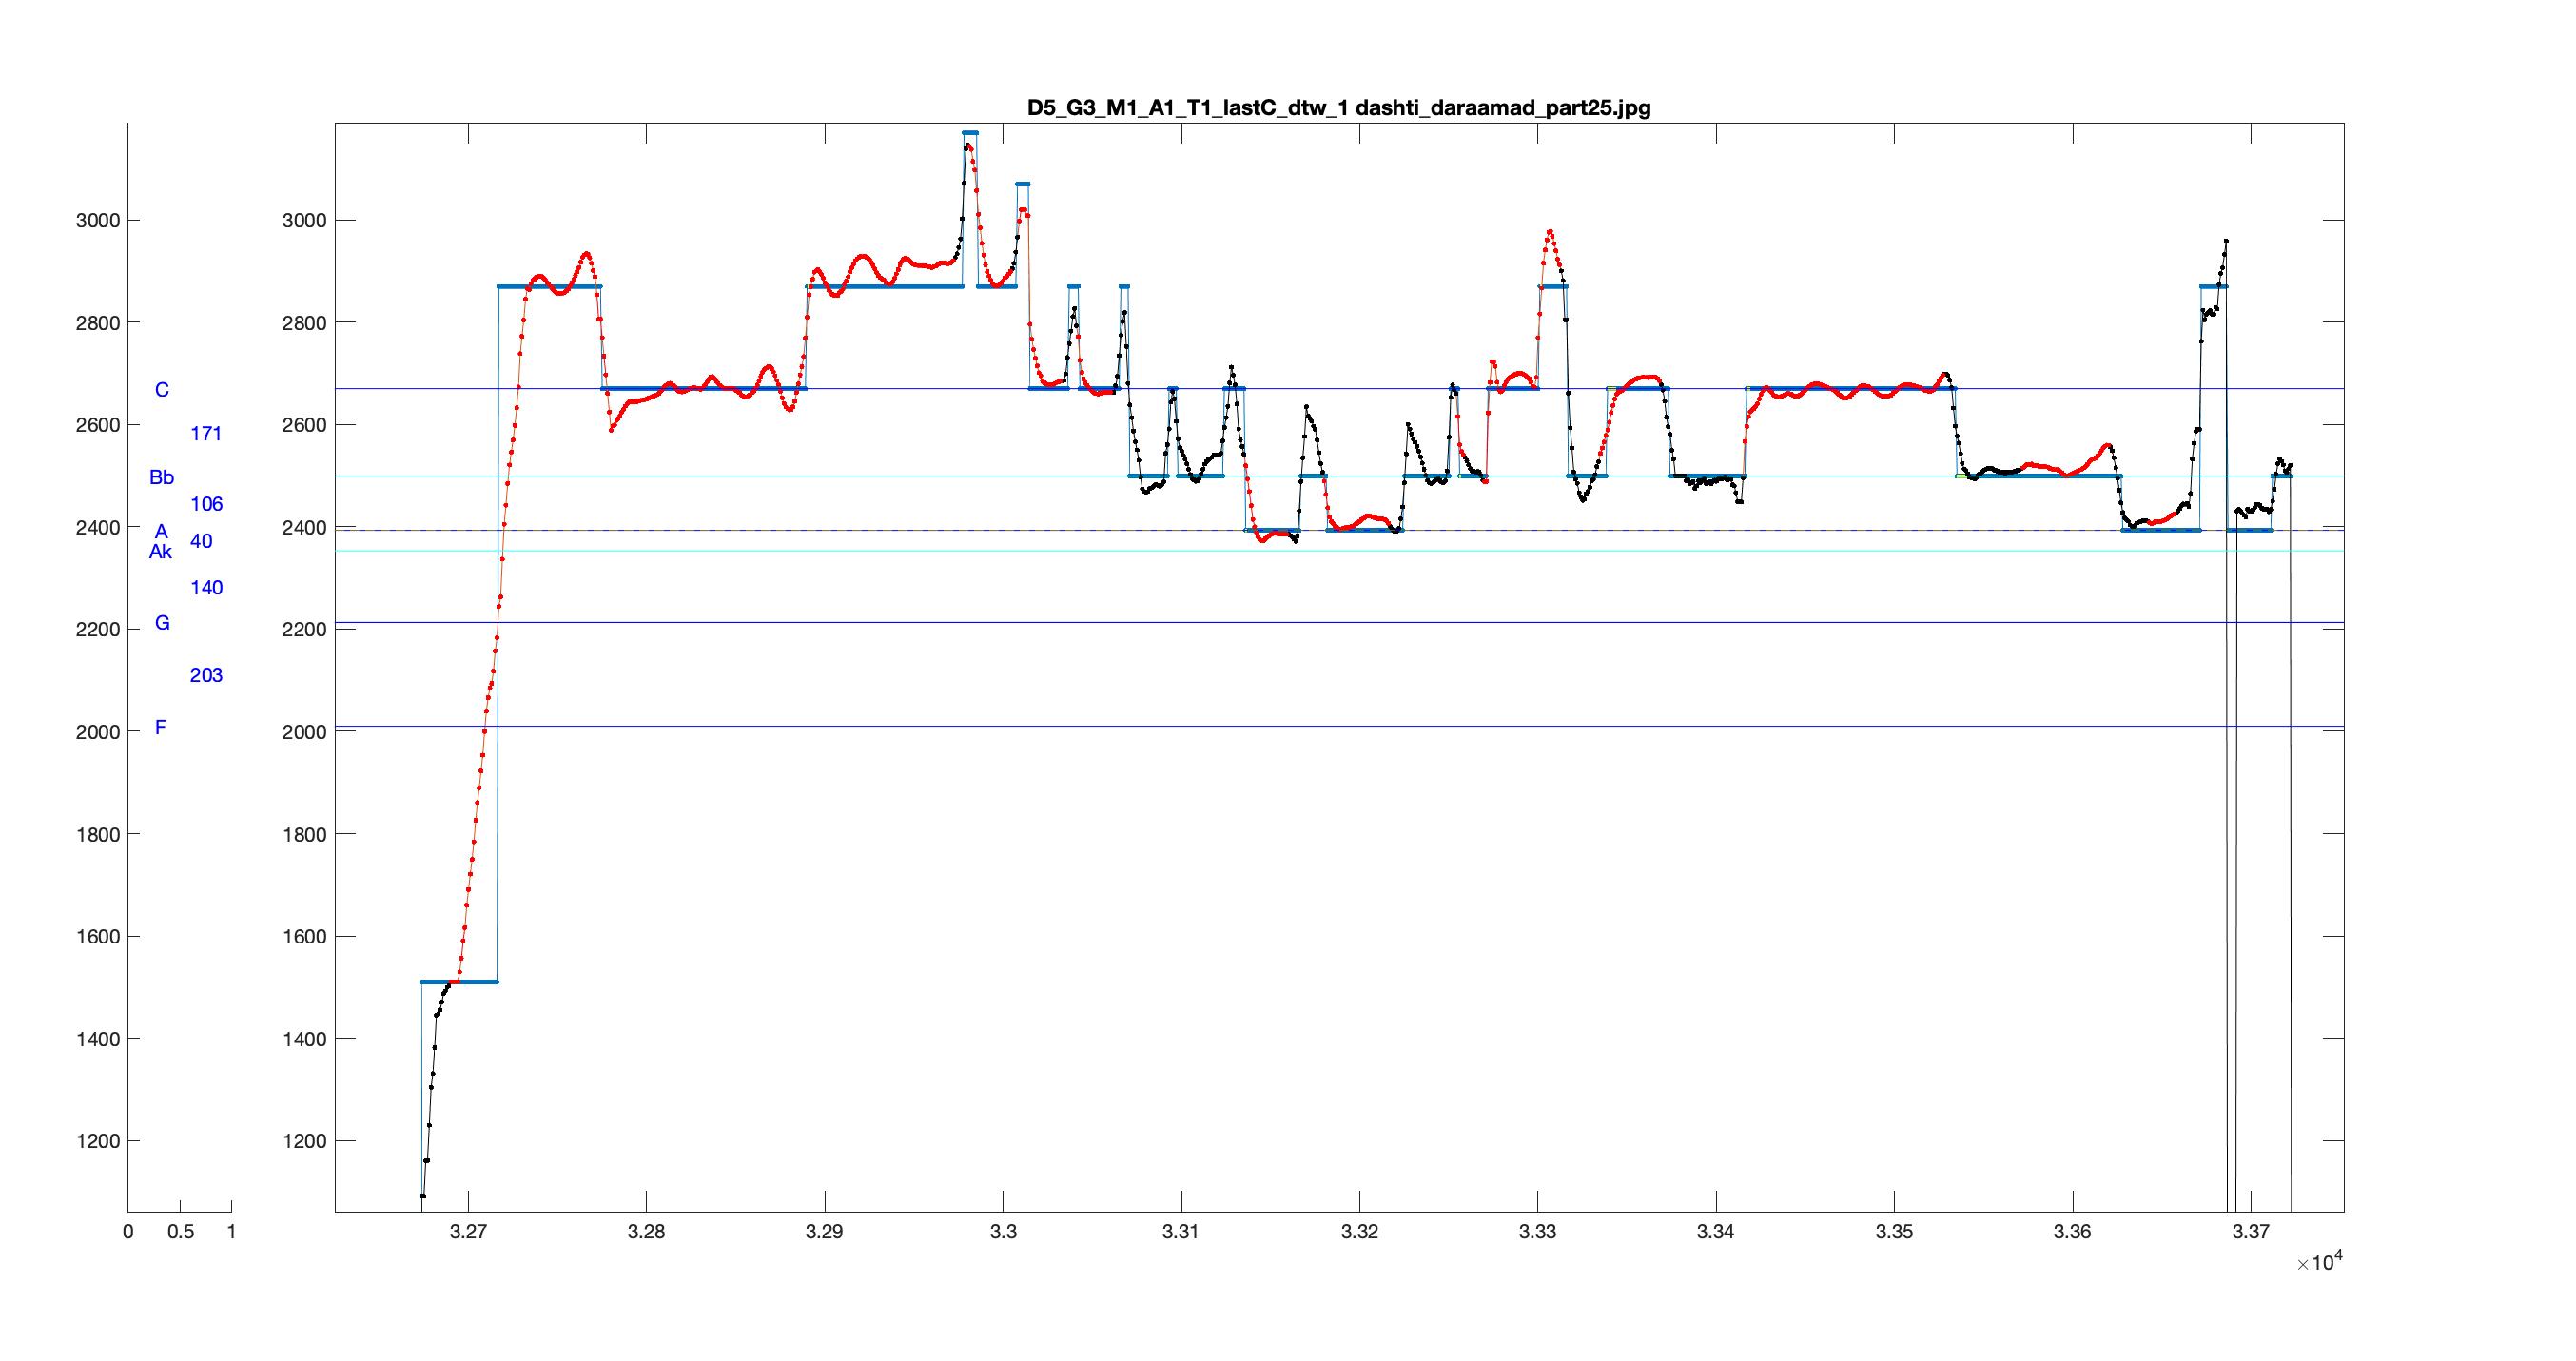 D5_G3_M1_A1_T1_lastC_dtw_1 dashti_daraamad_part25.jpg
3000 3000
2800 2800
C
2600 171 2600
Bb
106
2400 A 2400
40
Ak
140
2200 G 2200
203
2000 F 2000
1800 1800
1600 1600
1400 1400
1200 1200
0 0.5 1 3.27 3.28 3.29 3.3 3.31 3.32 3.33 3.34 3.35 3.36 3.37
×10⁴